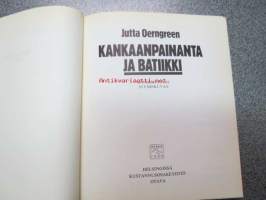 Jutta Oerngreen
KANKAANPAINANTA
JA BATIIKKI
Antikvariaatti.net
HELSINGISSÄ
KUSTANNUSOSAKEYHTIÖ
OTAVA